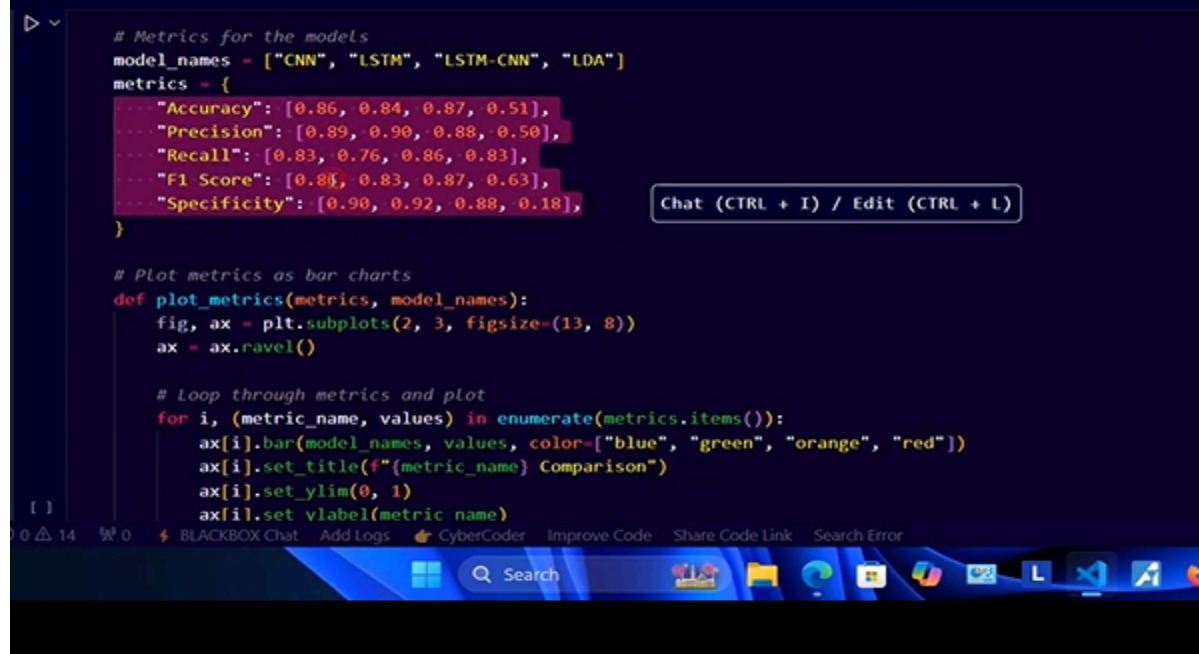 # Metrics for the models
model_names = ["CNN", "LSTM", "LSTM-CNN", "LDA"]
metrics = {
"Accuracy": [0.86, 0.84, 0.87, 0.51],
"Precision": [0.89, 0.90, 0.88, 0.50],
"Recall": [0.83, 0.76, 0.86, 0.83],
"F1 Score": [0.8 , 0.83, 0.87, 0.63],
"Specificity": [0.90, 0.92, 0.88, 0.18],
Chat (CTRL + I) / Edit (CTRL + L)
}
# Plot metrics as bar charts
def plot_metrics(metrics, model_names):
fig, ax = plt.subplots(2, 3, figsize=(13, 8))
ax = ax.ravel()
# Loop through metrics and plot
for i, (metric_name, values) in enumerate(metrics.items()):
ax[i].bar(model_names, values, color=["blue", "green", "orange", "red"])
ax[i].set_title(f"{metric_name} Comparison")
ax[i].set_ylim(0, 1)
[ ]
ax[i].set_ylabel(metric_name)
0 14 0 BLACKBOX Chat Add Logs CyberCoder Improve Code Share Code Link Search Error
Search
L